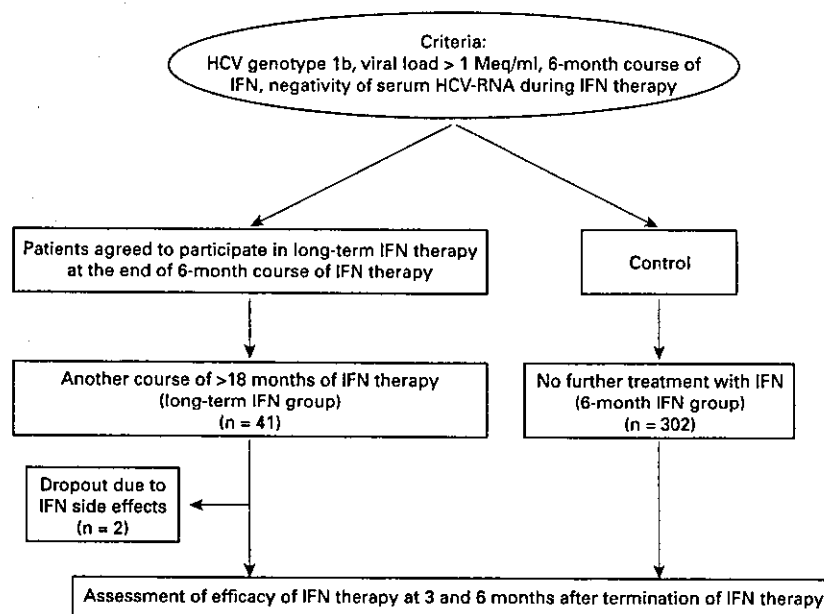 Criteria:
HCV genotype 1b, viral load > 1 Meq/ml, 6-month course of
IFN, negativity of serum HCV-RNA during IFN therapy
Patients agreed to participate in long-term IFN therapy
at the end of 6-month course of IFN therapy
Control
Another course of >18 months of IFN therapy
(long-term IFN group)
(n = 41)
No further treatment with IFN
(6-month IFN group)
(n = 302)
Dropout due to
IFN side effects
(n = 2)
Assessment of efficacy of IFN therapy at 3 and 6 months after termination of IFN therapy